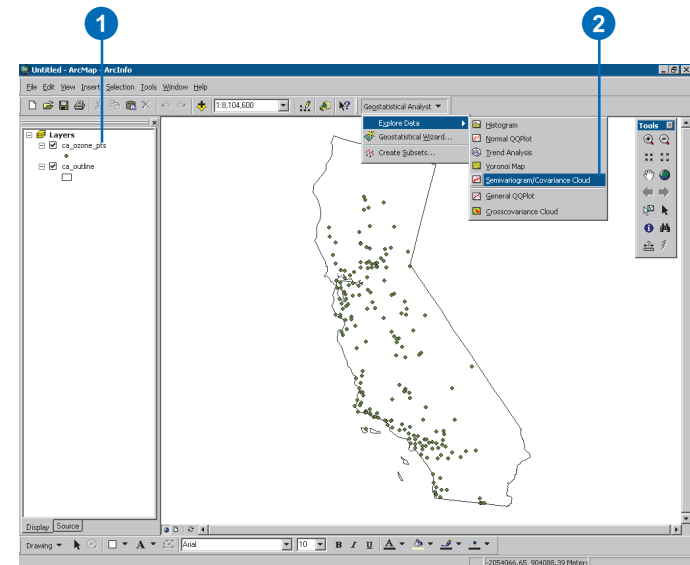 1
2
Untitled - ArcMap - ArcInfo
File Edit View Insert Selection Tools Window Help
1:8,104,600
Geostatistical Analyst
Layers
ca_ozone_pts
ca_outline
Explore Data
Geostatistical Wizard...
Create Subsets...
Histogram
Normal QQPlot
Trend Analysis
Voronoi Map
Semivariogram/Covariance Cloud
General QQPlot
Crosscovariance Cloud
Tools
Display Source
Drawing A Arial 10 B I U A
-2054066.65 904088.39 Meters